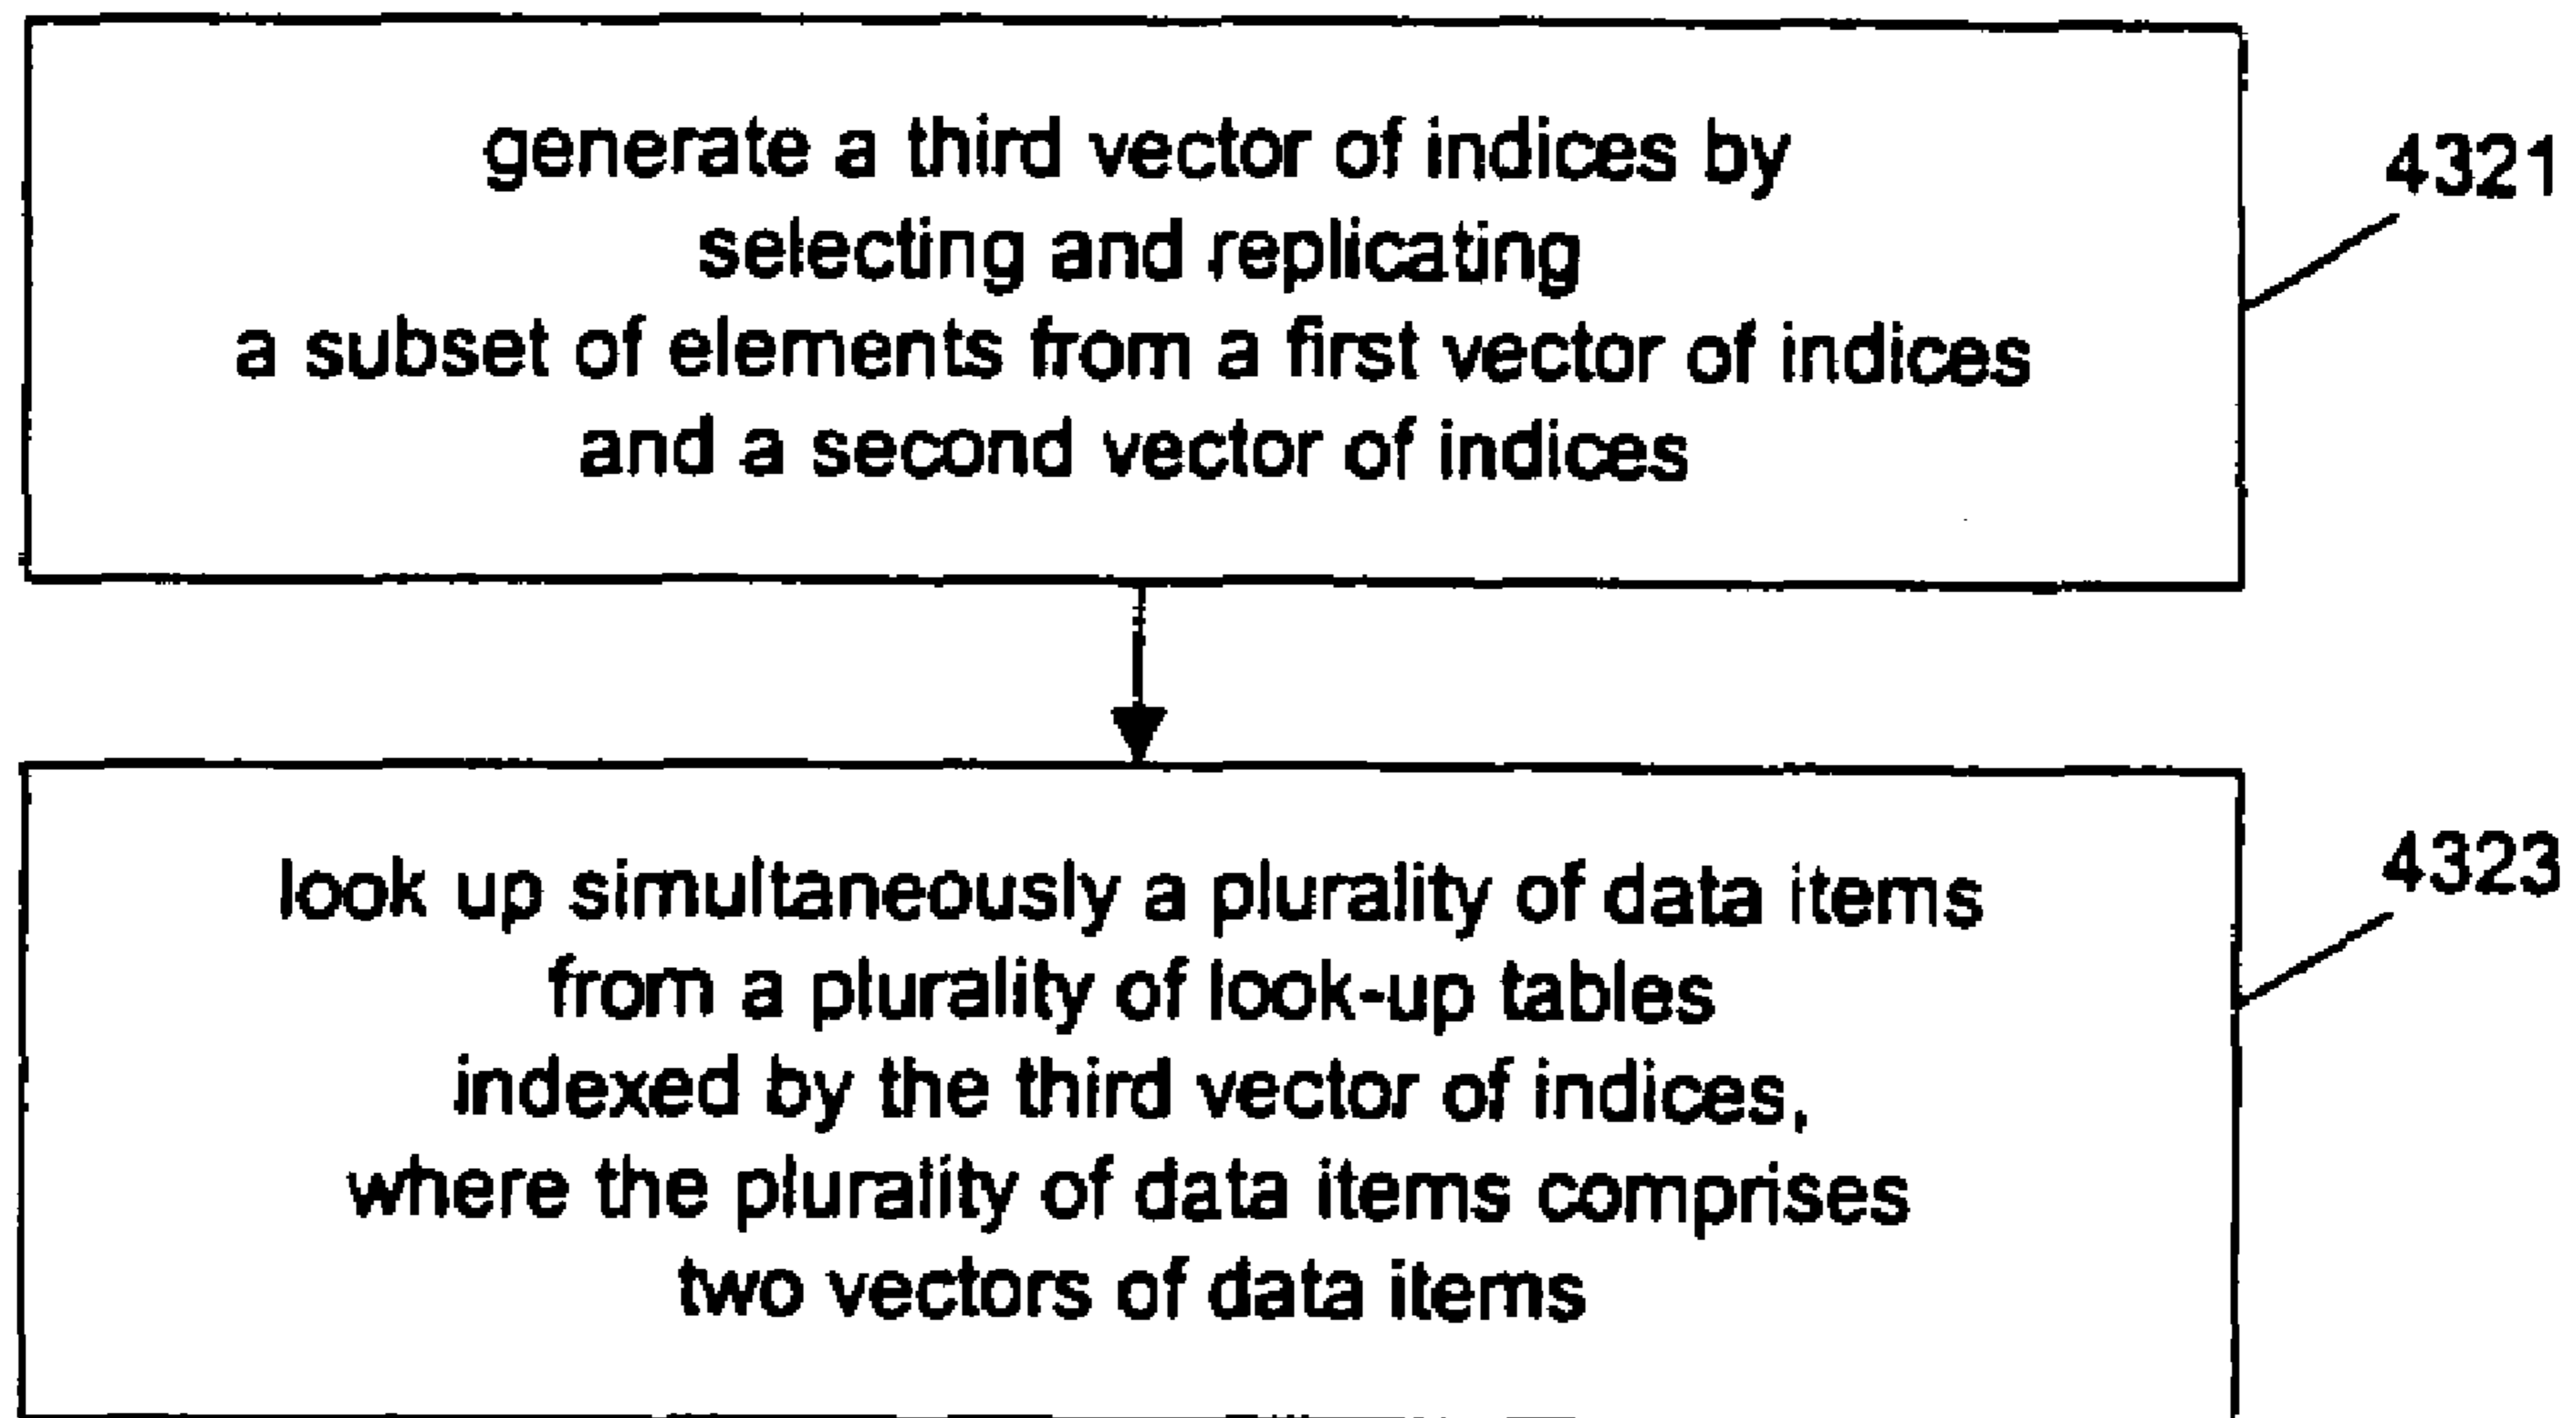 generate a third vector of indices by
selecting and replicating
a subset of elements from a first vector of indices
and a second vector of indices
4321
look up simultaneously a plurality of data items
from a plurality of look-up tables
indexed by the third vector of indices,
where the plurality of data items comprises
two vectors of data items
4323